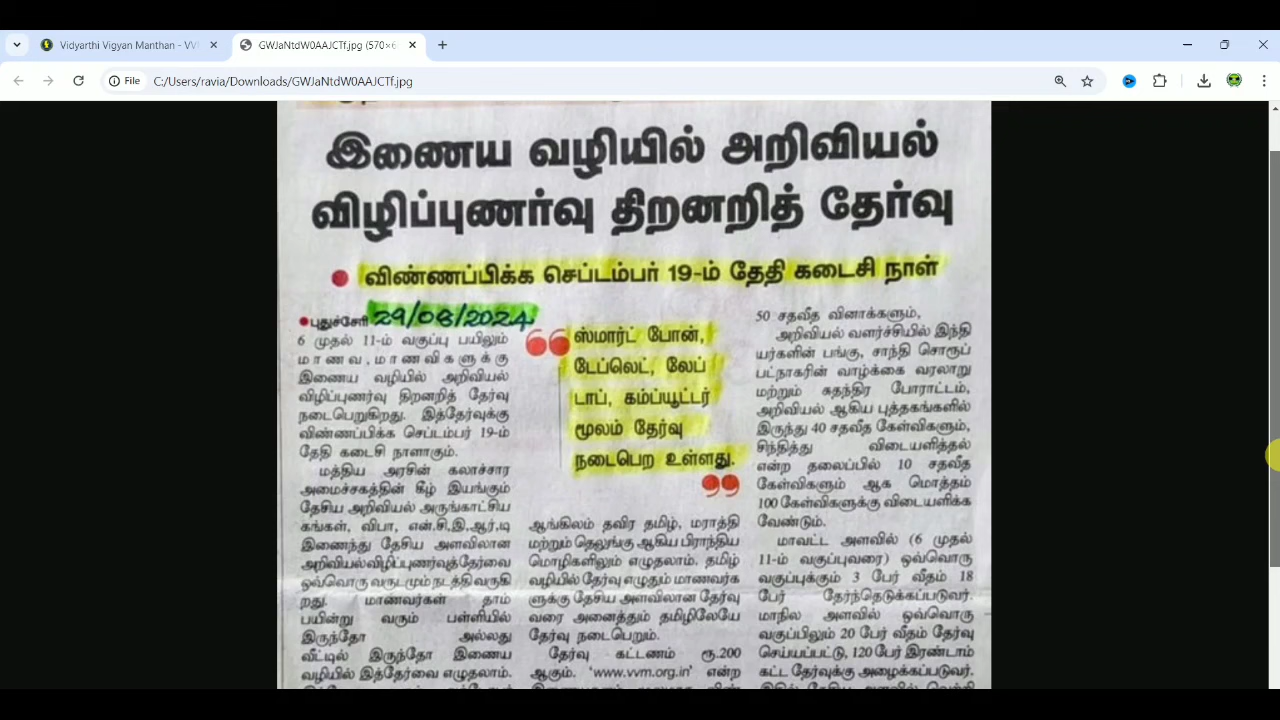 Vidyarthi Vigyan Manthan - VV
GWJaNtdW0AAJCTf.jpg (570×6
File
C:/Users/ravia/Downloads/GWJaNtdW0AAJCTf.jpg
இணைய வழியில் அறிவியல்
விழிப்புணர்வு திறனறித் தேர்வு
விண்ணப்பிக்க செப்டம்பர் 19-ம் தேதி கடைசி நாள்
புதுச்சேரி 29/08/2024
6 முதல் 11-ம் வகுப்பு பயிலும்
மாணவ,மாணவிகளுக்கு
இணைய வழியில் அறிவியல்
விழிப்புணர்வு திறனறித் தேர்வு
நடைபெறுகிறது. இத்தேர்வுக்கு
விண்ணப்பிக்க செப்டம்பர் 19-ம்
தேதி கடைசி நாளாகும்.
மத்திய அரசின் கலாச்சார
அமைச்சகத்தின் கீழ் இயங்கும்
தேசிய அறிவியல் அருங்காட்சிய
கங்கள், விபா, என்.சி.இ.ஆர்.டி
இணைந்து தேசிய அளவிலான
அறிவியல்விழிப்புணர்வுத்தேர்வை
ஒவ்வொரு வருடமும் நடத்தி வருகி
றது. மாணவர்கள் தாம்
பயின்று வரும் பள்ளியில்
இருந்தோ அல்லது
வீட்டில் இருந்தோ இணைய
வழியில் இத்தேர்வை எழுதலாம்.
❝ ஸ்மார்ட் போன்,
டேப்லெட், லேப்
டாப், கம்ப்யூட்டர்
மூலம் தேர்வு
நடைபெற உள்ளது. ❞
ஆங்கிலம் தவிர தமிழ், மராத்தி
மற்றும் தெலுங்கு ஆகிய பிராந்திய
மொழிகளிலும் எழுதலாம். தமிழ்
வழியில் தேர்வு எழுதும் மாணவர்க
ளுக்கு தேசிய அளவிலான தேர்வு
வரை அனைத்தும் தமிழிலேயே
தேர்வு நடைபெறும்.
தேர்வு கட்டணம் ரூ.200
ஆகும். 'www.vvm.org.in' என்ற
50 சதவீத வினாக்களும்,
அறிவியல் வளர்ச்சியில் இந்தி
யர்களின் பங்கு, சாந்தி சொரூப்
பட்நாகரின் வாழ்க்கை வரலாறு
மற்றும் சுதந்திர போராட்டம்,
அறிவியல் ஆகிய புத்தகங்களில்
இருந்து 40 சதவீத கேள்விகளும்,
சிந்தித்து விடையளித்தல்
என்ற தலைப்பில் 10 சதவீத
கேள்விகளும் ஆக மொத்தம்
100 கேள்விகளுக்கு விடையளிக்க
வேண்டும்.
மாவட்ட அளவில் (6 முதல்
11-ம் வகுப்புவரை) ஒவ்வொரு
வகுப்புக்கும் 3 பேர் வீதம் 18
பேர் தேர்ந்தெடுக்கப்படுவர்.
மாநில அளவில் ஒவ்வொரு
வகுப்பிலும் 20 பேர் வீதம் தேர்வு
செய்யப்பட்டு, 120 பேர் இரண்டாம்
கட்ட தேர்வுக்கு அழைக்கப்படுவர்.